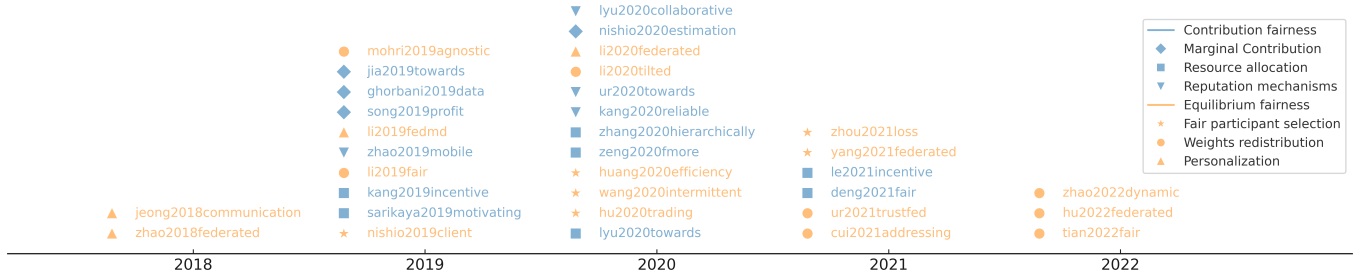 jeong2018communication
zhao2018federated
mohri2019agnostic
jia2019towards
ghorbani2019data
song2019profit
li2019fedmd
zhao2019mobile
li2019fair
kang2019incentive
sarikaya2019motivating
nishio2019client
lyu2020collaborative
nishio2020estimation
li2020federated
li2020tilted
ur2020towards
kang2020reliable
zhang2020hierarchically
zeng2020fmore
huang2020efficiency
wang2020intermittent
hu2020trading
lyu2020towards
zhou2021loss
yang2021federated
le2021incentive
deng2021fair
ur2021trustfed
cui2021addressing
zhao2022dynamic
hu2022federated
tian2022fair
Contribution fairness
Marginal Contribution
Resource allocation
Reputation mechanisms
Equilibrium fairness
Fair participant selection
Weights redistribution
Personalization
2018 2019 2020 2021 2022